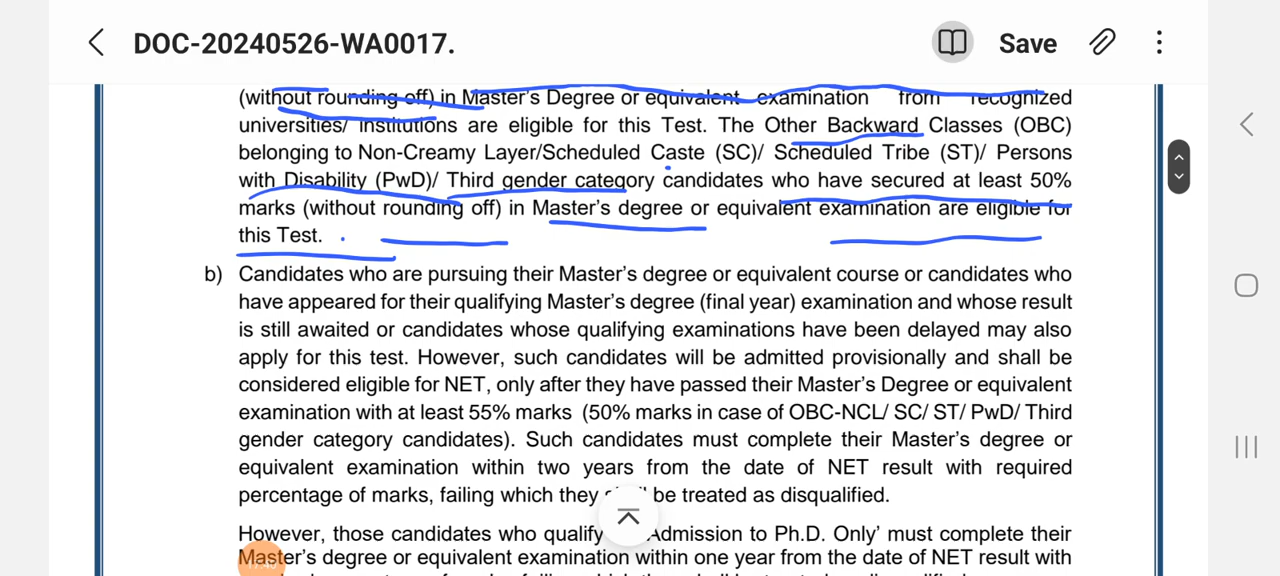 DOC-20240526-WA0017.
Save
(without rounding off) in Master's Degree or equivalent examination from recognized
universities/ institutions are eligible for this Test. The Other Backward Classes (OBC)
belonging to Non-Creamy Layer/Scheduled Caste (SC)/ Scheduled Tribe (ST)/ Persons
with Disability (PwD)/ Third gender category candidates who have secured at least 50%
marks (without rounding off) in Master's degree or equivalent examination are eligible for
this Test.
b) Candidates who are pursuing their Master's degree or equivalent course or candidates who
have appeared for their qualifying Master's degree (final year) examination and whose result
is still awaited or candidates whose qualifying examinations have been delayed may also
apply for this test. However, such candidates will be admitted provisionally and shall be
considered eligible for NET, only after they have passed their Master's Degree or equivalent
examination with at least 55% marks (50% marks in case of OBC-NCL/ SC/ ST/ PwD/ Third
gender category candidates). Such candidates must complete their Master's degree or
equivalent examination within two years from the date of NET result with required
percentage of marks, failing which they be treated as disqualified.
However, those candidates who qualify Admission to Ph.D. Only' must complete their
Master's degree or equivalent examination within one year from the date of NET result with